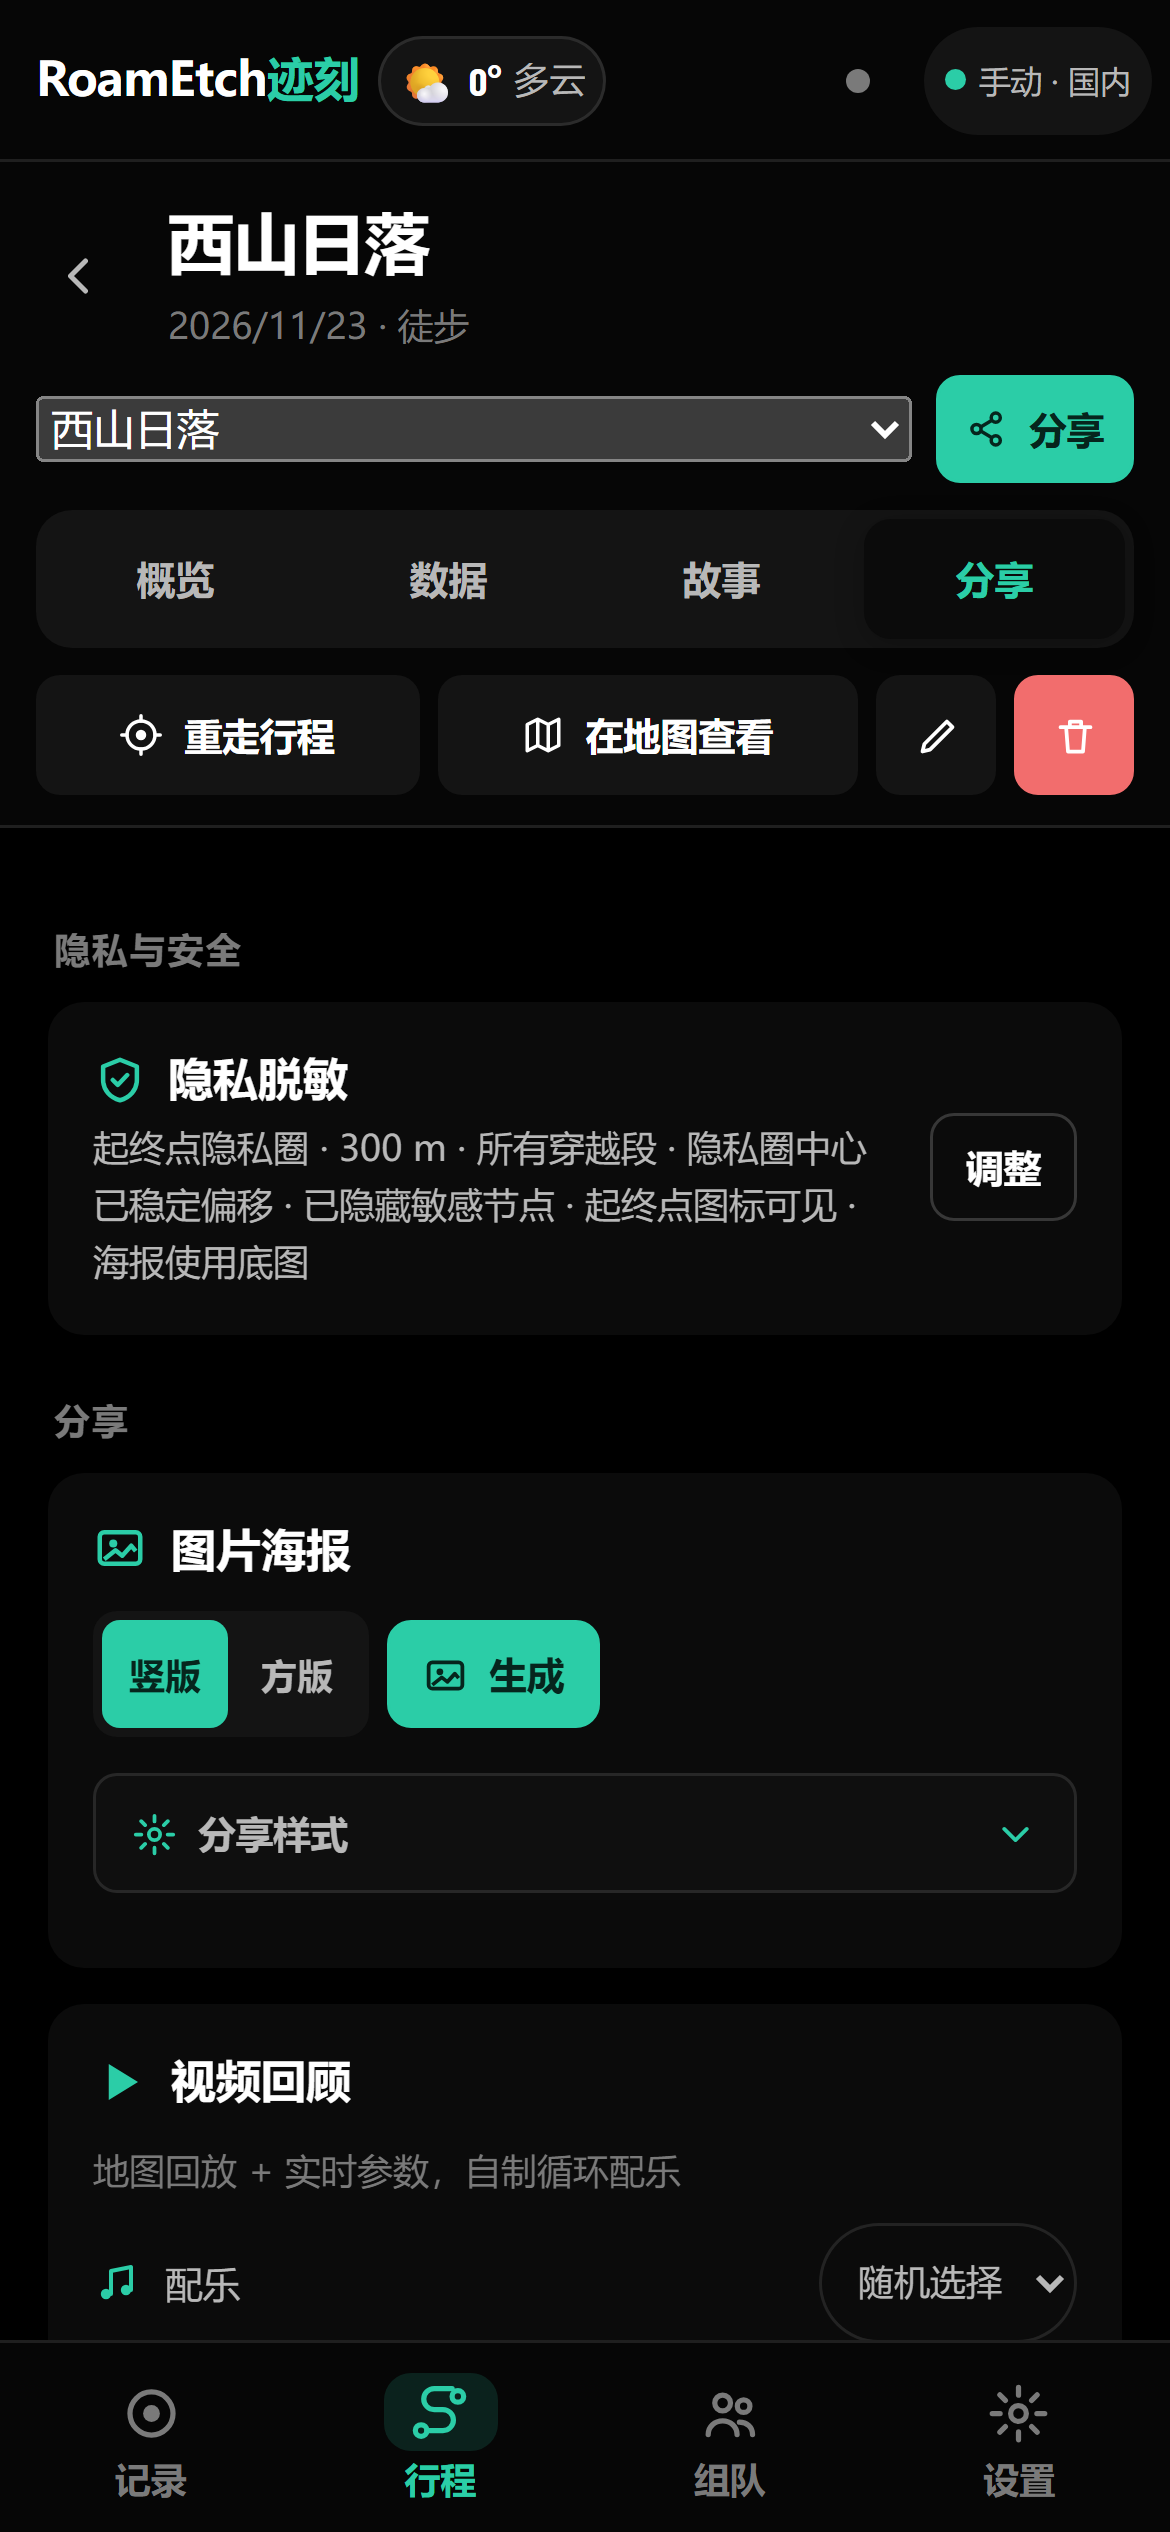 RoamEtch迹刻 0° 多云 手动 · 国内
西山日落
2026/11/23 · 徒步
西山日落 分享
概览 数据 故事 分享
重走行程 在地图查看
隐私与安全
隐私脱敏
起终点隐私圈 · 300 m · 所有穿越段 · 隐私圈中心
已稳定偏移 · 已隐藏敏感节点 · 起终点图标可见 ·
海报使用底图
调整
分享
图片海报
竖版 方版 生成
分享样式
视频回顾
地图回放 + 实时参数，自制循环配乐
配乐 随机选择
记录 行程 组队 设置